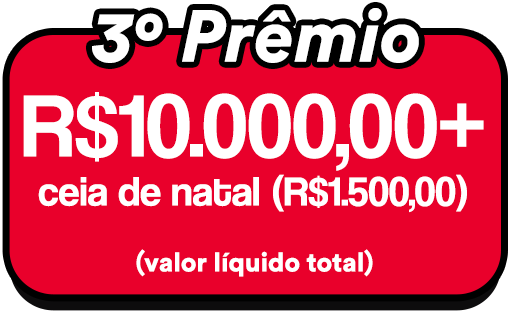 3º Prêmio
R$10.000,00+
ceia de natal (R$1.500,00)
(valor líquido total)